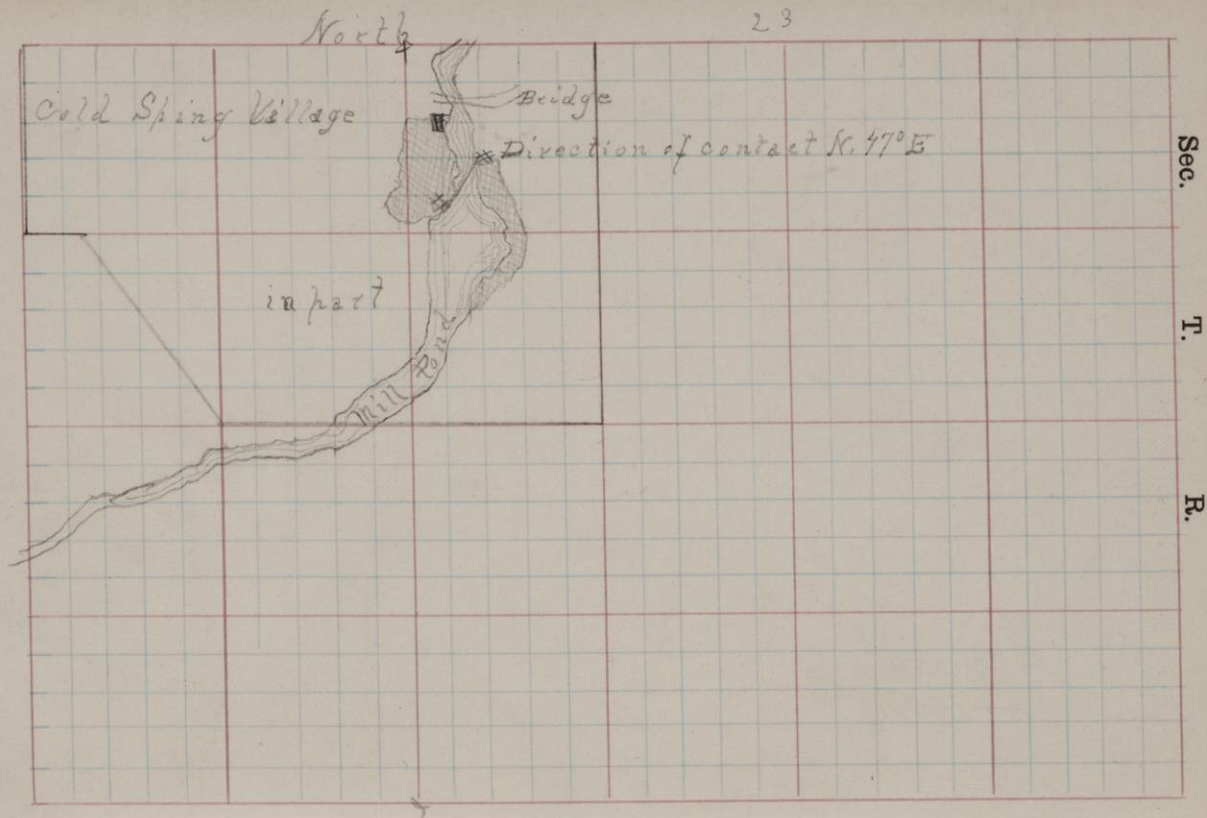 North
23
Cold Sping Village
Bridge
Direction of contact N. 47° E
in part
Mill Pond
Sec.
T.
R.